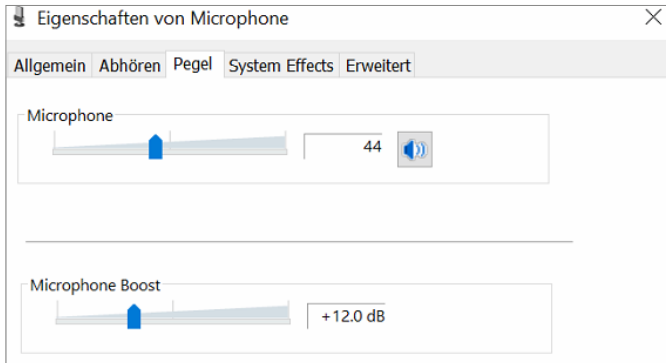 Eigenschaften von Microphone
Allgemein Abhören Pegel System Effects Erweitert
Microphone
44
Microphone Boost
+12.0 dB